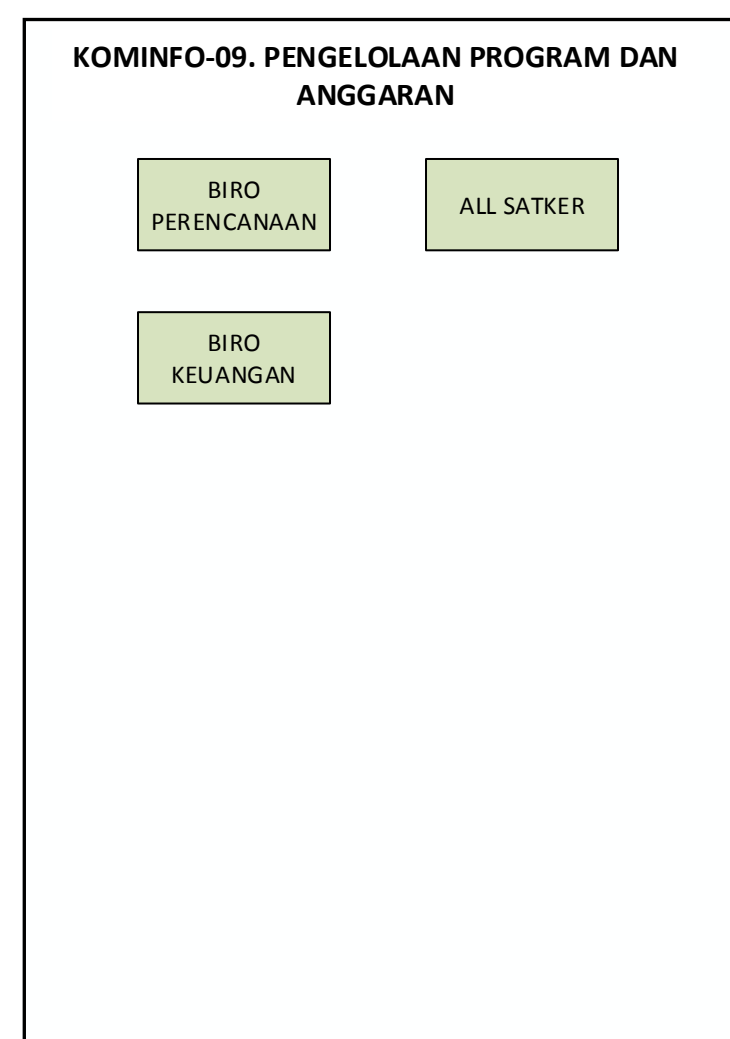 KOMINFO-09. PENGELOLAAN PROGRAM DAN
ANGGARAN
BIRO
PERENCANAAN
ALL SATKER
BIRO
KEUANGAN